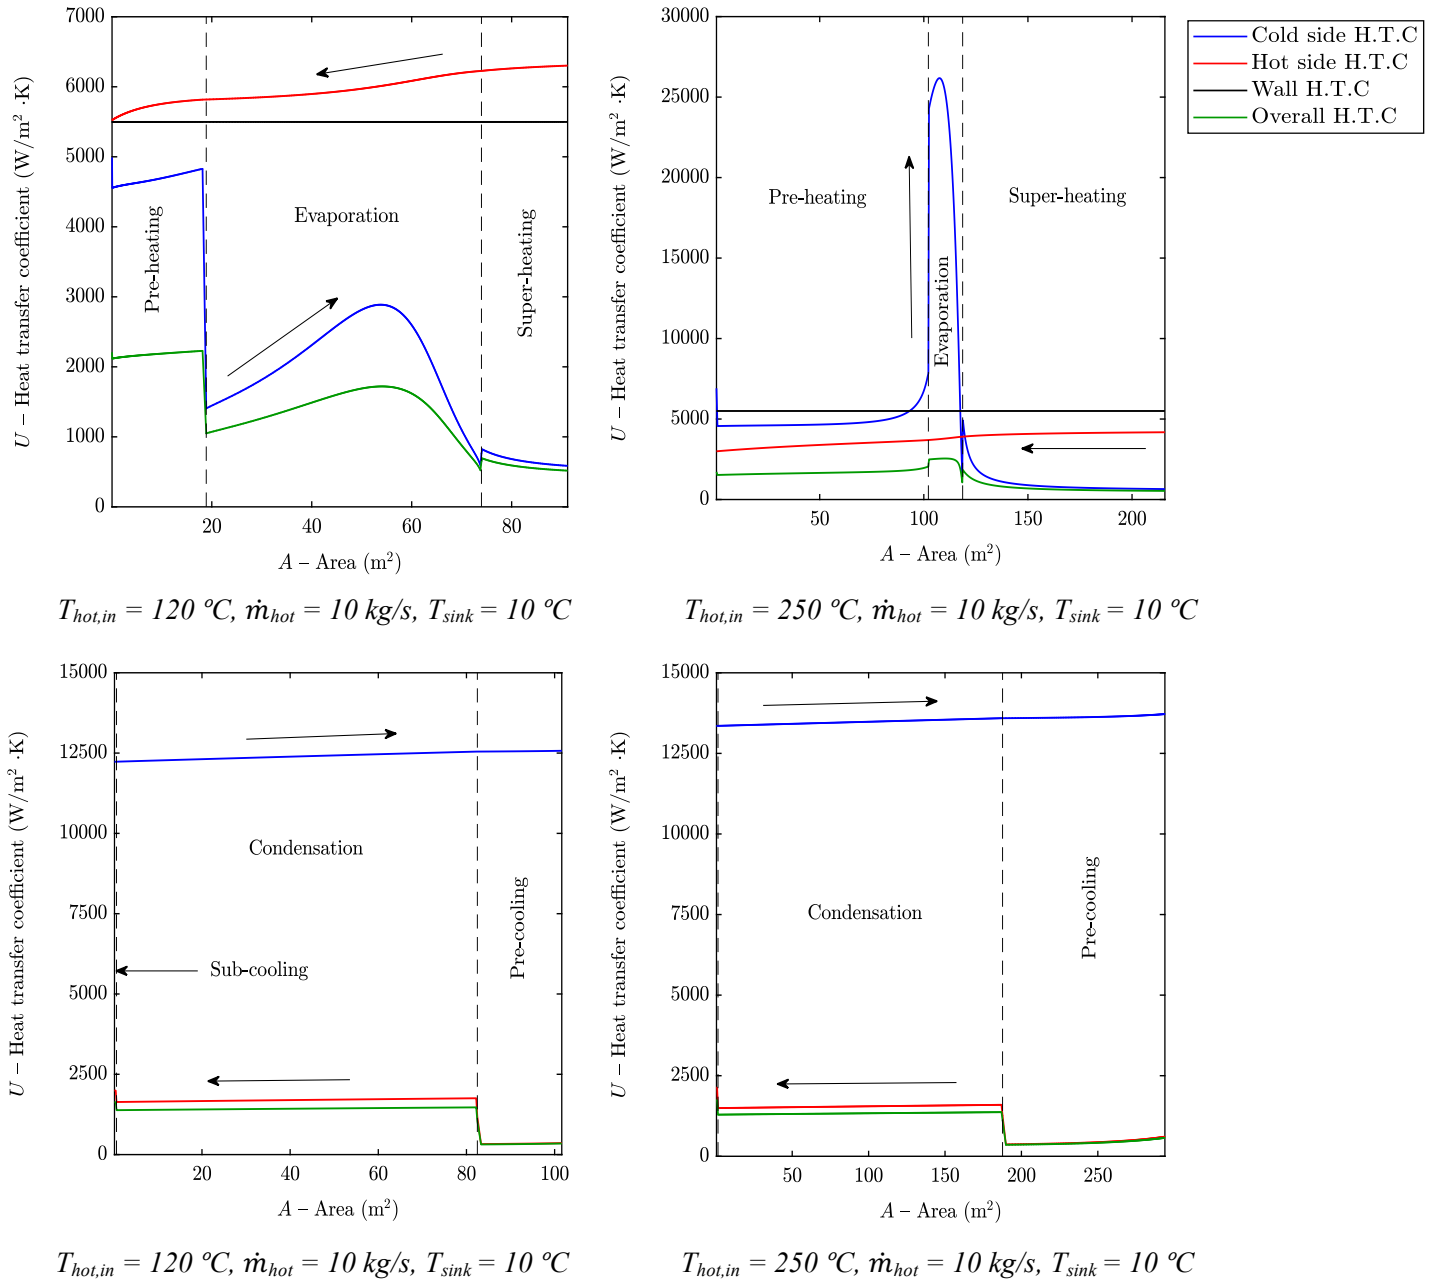 7000
6000
5000
4000
3000
2000
1000
0
20
40
60
80
U – Heat transfer coefficient (W/m² ·K)
A – Area (m²)
Pre-heating
Evaporation
Super-heating
T_hot,in = 120 ºC, ṁ_hot = 10 kg/s, T_sink = 10 ºC
30000
25000
20000
15000
10000
5000
0
50
100
150
200
U – Heat transfer coefficient (W/m² ·K)
A – Area (m²)
Pre-heating
Evaporation
Super-heating
Cold side H.T.C
Hot side H.T.C
Wall H.T.C
Overall H.T.C
T_hot,in = 250 ºC, ṁ_hot = 10 kg/s, T_sink = 10 ºC
15000
12500
10000
7500
5000
2500
0
20
40
60
80
100
U – Heat transfer coefficient (W/m² ·K)
A – Area (m²)
Condensation
Sub-cooling
Pre-cooling
T_hot,in = 120 ºC, ṁ_hot = 10 kg/s, T_sink = 10 ºC
15000
12500
10000
7500
5000
2500
0
50
100
150
200
250
U – Heat transfer coefficient (W/m² ·K)
A – Area (m²)
Condensation
Pre-cooling
T_hot,in = 250 ºC, ṁ_hot = 10 kg/s, T_sink = 10 ºC